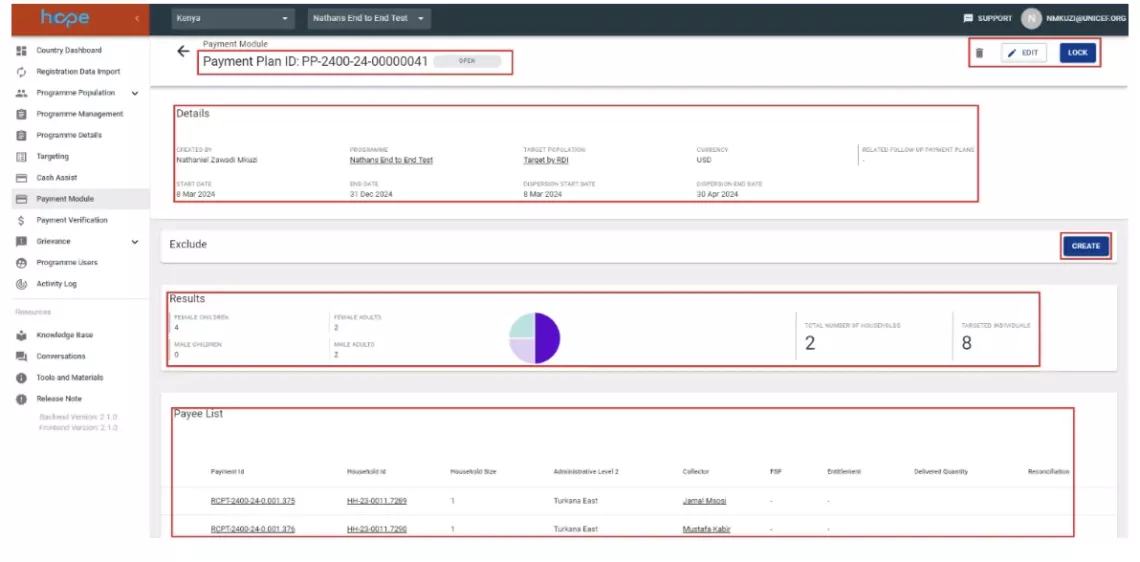 hope
Kenya
Nathans End to End Test
SUPPORT
N
NMKUZI@UNICEF.ORG
Country Dashboard
Registration Data Import
Programme Population
Programme Management
Programme Details
Targeting
Cash Assist
Payment Module
Payment Verification
Grievance
Programme Users
Activity Log
Resources
Knowledge Base
Conversations
Tools and Materials
Release Note
Backend Version: 2.1.0
Frontend Version: 2.1.0
Payment Module
Payment Plan ID: PP-2400-24-00000041 OPEN
EDIT
LOCK
Details
CREATED BY PROGRAMME TARGET POPULATION CURRENCY RELATED FOLLOW UP PAYMENT PLANS
Nathaniel Zawadi Mkuzi Nathans End to End Test Target by RDI USD -
START DATE END DATE DISPERSION START DATE DISPERSION END DATE
8 Mar 2024 31 Dec 2024 8 Mar 2024 30 Apr 2024
Exclude
CREATE
Results
FEMALE CHILDREN FEMALE ADULTS
4 2
MALE CHILDREN MALE ADULTS
0 2
TOTAL NUMBER OF HOUSEHOLDS TARGETED INDIVIDUALS
2 8
Payee List
Payment Id Household Id Household Size Administrative Level 2 Collector FSP Entitlement Delivered Quantity Reconciliation
RCPT-2400-24-0.001.375 HH-23-0011.7289 1 Turkana East Jamal Msosi - -
RCPT-2400-24-0.001.376 HH-23-0011.7290 1 Turkana East Mustafa Kabir - -